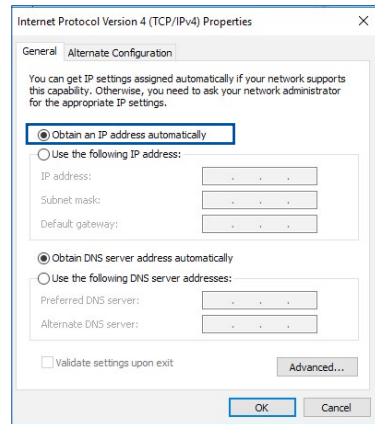 Internet Protocol Version 4 (TCP/IPv4) Properties
General
Alternate Configuration
You can get IP settings assigned automatically if your network supports
this capability. Otherwise, you need to ask your network administrator
for the appropriate IP settings.
Obtain an IP address automatically
Use the following IP address:
IP address:
Subnet mask:
Default gateway:
Obtain DNS server address automatically
Use the following DNS server addresses:
Preferred DNS server:
Alternate DNS server:
Validate settings upon exit
Advanced...
OK
Cancel